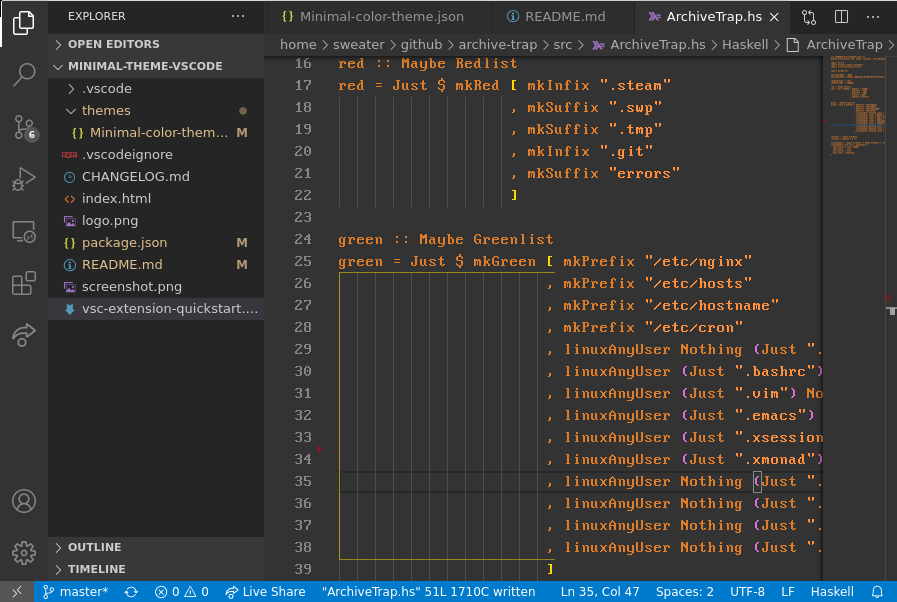 EXPLORER
OPEN EDITORS
MINIMAL-THEME-VSCODE
.vscode
themes
{} Minimal-color-them... M
.vscodeignore
CHANGELOG.md
<> index.html
logo.png
{} package.json M
README.md M
screenshot.png
vsc-extension-quickstart....
OUTLINE
TIMELINE
6
{} Minimal-color-theme.json
README.md
ArchiveTrap.hs
home > sweater > github > archive-trap > src > ArchiveTrap.hs > Haskell > ArchiveTrap >
16 red :: Maybe Redlist
17 red = Just $ mkRed [ mkInfix ".steam"
18 , mkSuffix ".swp"
19 , mkSuffix ".tmp"
20 , mkInfix ".git"
21 , mkSuffix "errors"
22 ]
23
24 green :: Maybe Greenlist
25 green = Just $ mkGreen [ mkPrefix "/etc/nginx"
26 , mkPrefix "/etc/hosts"
27 , mkPrefix "/etc/hostname"
28 , mkPrefix "/etc/cron"
29 , linuxAnyUser Nothing (Just ".
30 , linuxAnyUser (Just ".bashrc")
31 , linuxAnyUser (Just ".vim") No
32 , linuxAnyUser (Just ".emacs")
33 , linuxAnyUser (Just ".xsession
34 , linuxAnyUser (Just ".xmonad")
35 , linuxAnyUser Nothing (Just ".
36 , linuxAnyUser Nothing (Just ".
37 , linuxAnyUser Nothing (Just ".
38 , linuxAnyUser Nothing (Just ".
39 ]
master* 0 0 Live Share "ArchiveTrap.hs" 51L 1710C written Ln 35, Col 47 Spaces: 2 UTF-8 LF Haskell